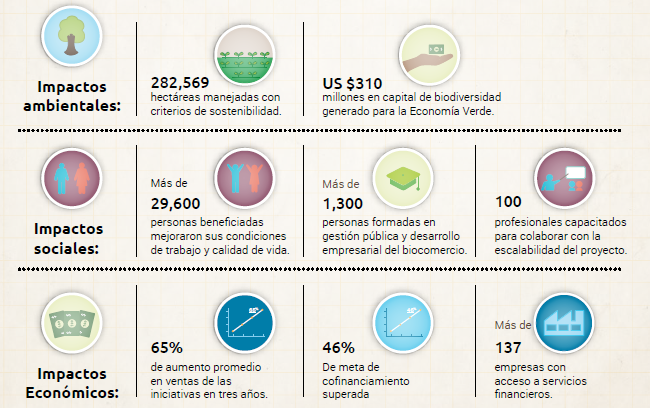 Impactos
ambientales:
282,569
hectáreas manejadas con
criterios de sostenibilidad.
US $310
millones en capital de biodiversidad
generado para la Economía Verde.
Impactos
sociales:
Más de
29,600
personas beneficiadas
mejoraron sus condiciones
de trabajo y calidad de vida.
Más de
1,300
personas formadas en
gestión pública y desarrollo
empresarial del biocomercio.
100
profesionales capacitados
para colaborar con la
escalabilidad del proyecto.
Impactos
Económicos:
65%
de aumento promedio
en ventas de las
iniciativas en tres años.
46%
De meta de
cofinanciamiento
superada
Más de
137
empresas con
acceso a servicios
financieros.